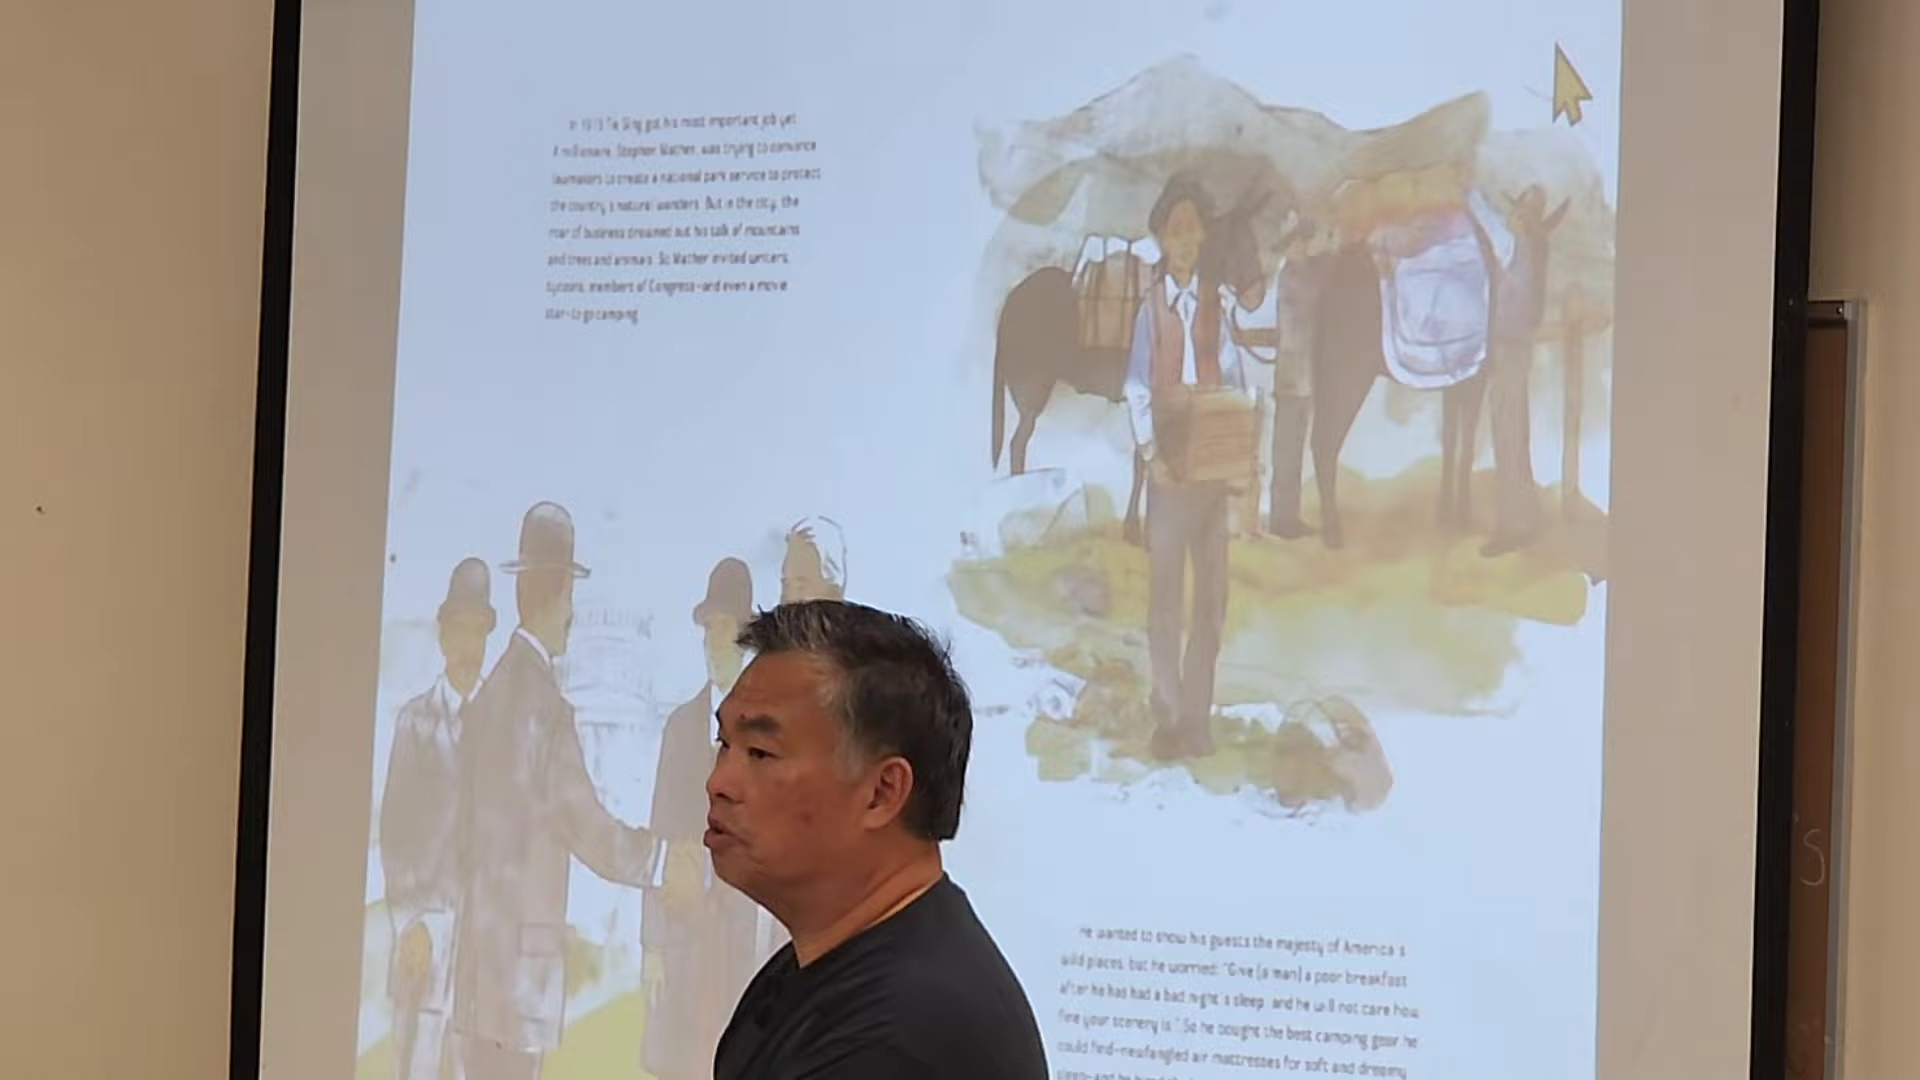 In 1915 Tie Sing got his most important job yet.
A millionaire, Stephen Mather, was trying to convince
lawmakers to create a national park service to protect
the country's natural wonders. But in the city, the
roar of business drowned out his talk of mountains
and trees and animals. So Mather invited writers,
tycoons, members of Congress—and even a movie
star—to go camping.
He wanted to show his guests the majesty of America's
wild places, but he worried: "Give [a man] a poor breakfast
after he has had a bad night's sleep, and he will not care how
fine your scenery is." So he bought the best camping gear he
could find—newfangled air mattresses for soft and dreamy
sleep—and he